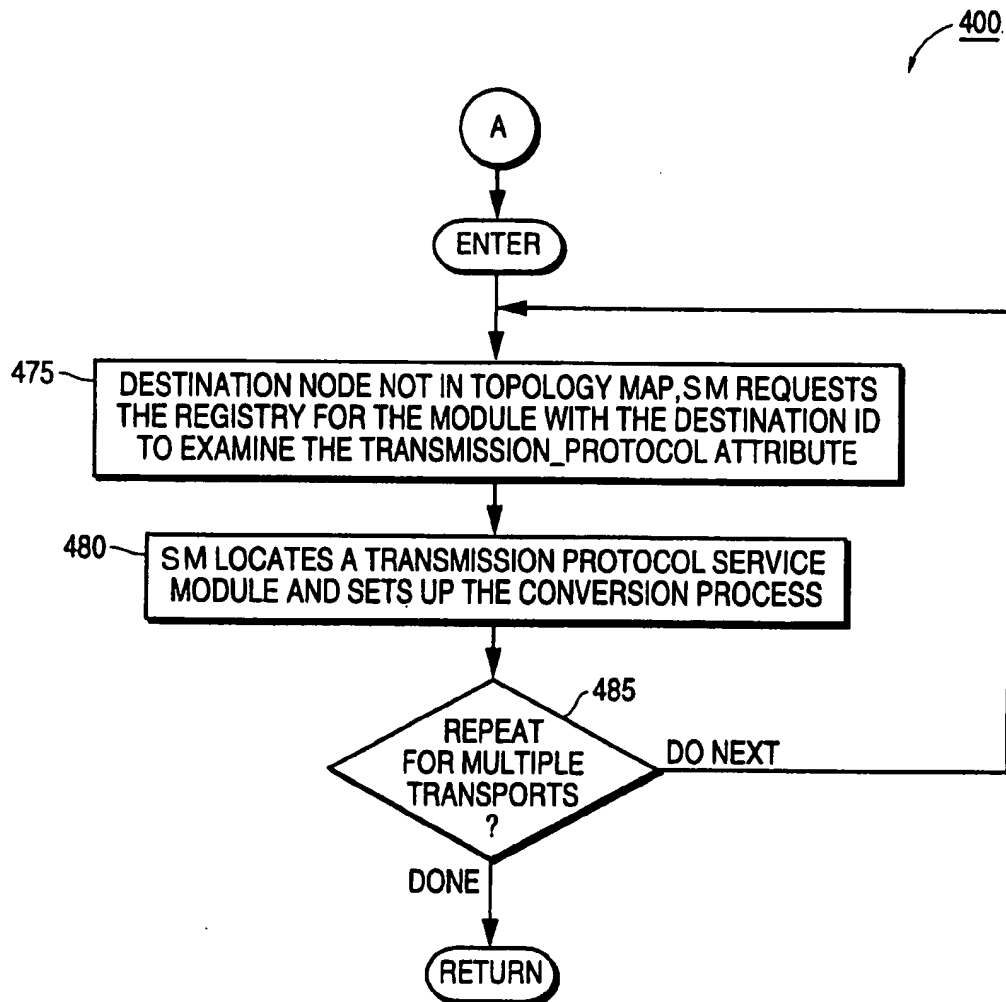 400
A
ENTER
475
DESTINATION NODE NOT IN TOPOLOGY MAP, SM REQUESTS
THE REGISTRY FOR THE MODULE WITH THE DESTINATION ID
TO EXAMINE THE TRANSMISSION_PROTOCOL ATTRIBUTE
480
SM LOCATES A TRANSMISSION PROTOCOL SERVICE
MODULE AND SETS UP THE CONVERSION PROCESS
485
REPEAT
FOR MULTIPLE
TRANSPORTS
?
DO NEXT
DONE
RETURN